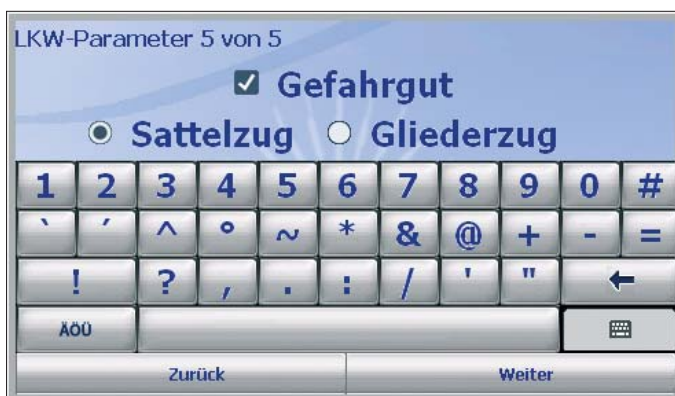 LKW-Parameter 5 von 5
Gefahrgut
Sattelzug Gliederzug
1 2 3 4 5 6 7 8 9 0 #
` ´ ^ ° ~ * & @ + - =
! ? , . : / ' "
ÄÖÜ
Zurück Weiter